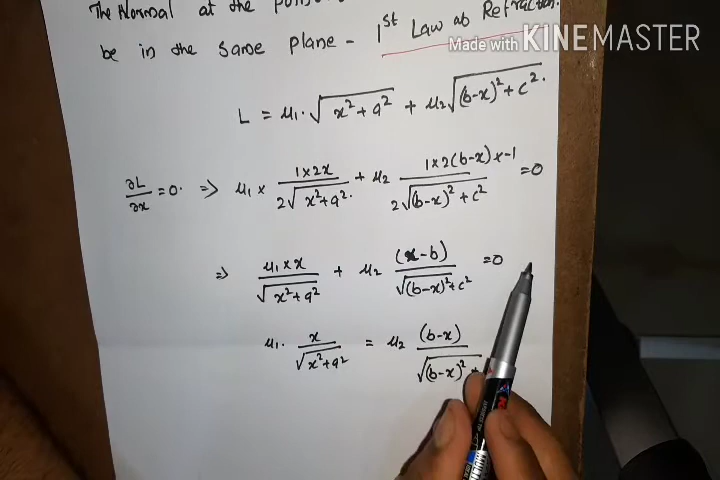 The Normal at the point
be in the same plane - 1st Law of Refraction.
Made with KINEMASTER
L = μ₁·√(x²+a²) + μ₂√((b-x)²+c²).
∂L/∂x = 0. ⇒ μ₁ × (1×2x)/(2√(x²+a²)) + μ₂ (1×2(b-x)×-1)/(2√((b-x)²+c²)) = 0
⇒ (μ₁×x)/√(x²+a²) + μ₂ (x-b)/√((b-x)²+c²) = 0
μ₁· x/√(x²+a²) = μ₂ (b-x)/√((b-x)²+